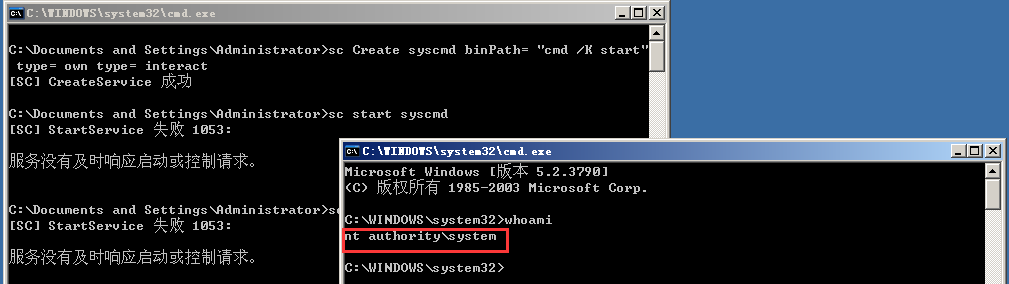 C:\WINDOWS\system32\cmd.exe
C:\Documents and Settings\Administrator>sc Create syscmd binPath= "cmd /K start"
type= own type= interact
[SC] CreateService 成功
C:\Documents and Settings\Administrator>sc start syscmd
[SC] StartService 失败 1053:
服务没有及时响应启动或控制请求。
C:\Documents and Settings\Administrator>s
[SC] StartService 失败 1053:
服务没有及时响应启动或控制请求。
C:\WINDOWS\system32\cmd.exe
Microsoft Windows [版本 5.2.3790]
(C) 版权所有 1985-2003 Microsoft Corp.
C:\WINDOWS\system32>whoami
nt authority\system
C:\WINDOWS\system32>